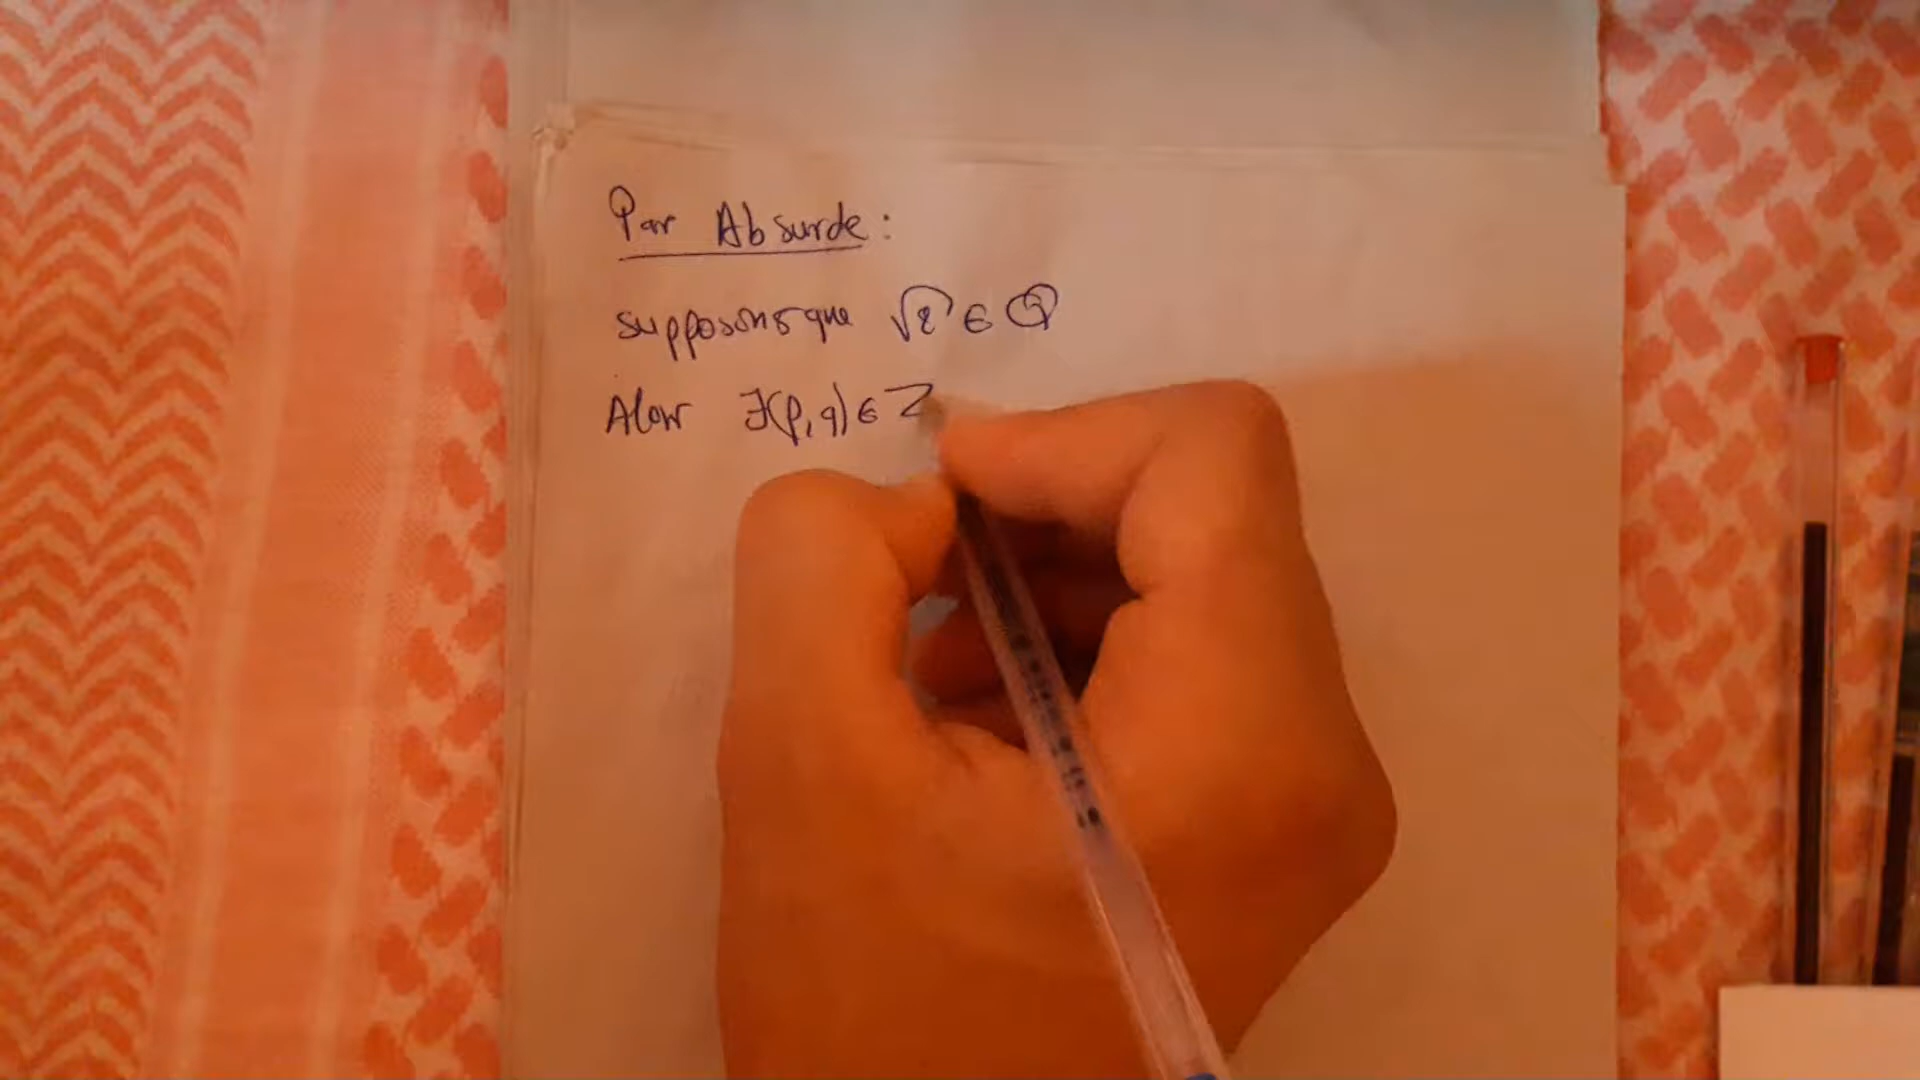 Par Absurde :
supposons que √2 ∈ Q
Alors ∃(p,q) ∈ Z